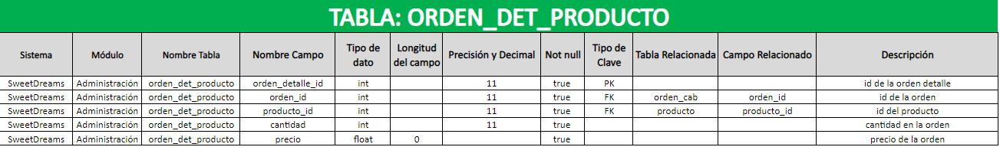 TABLA: ORDEN_DET_PRODUCTO
Sistema Módulo Nombre Tabla Nombre Campo Tipo de dato Longitud del campo Precisión y Decimal Not null Tipo de Clave Tabla Relacionada Campo Relacionado Descripción
SweetDreams Administración orden_det_producto orden_detalle_id int 11 true PK id de la orden detalle
SweetDreams Administración orden_det_producto orden_id int 11 true FK orden_cab orden_id id de la orden
SweetDreams Administración orden_det_producto producto_id int 11 true FK producto producto_id id del producto
SweetDreams Administración orden_det_producto cantidad int 11 true cantidad en la orden
SweetDreams Administración orden_det_producto precio float 0 true precio de la orden